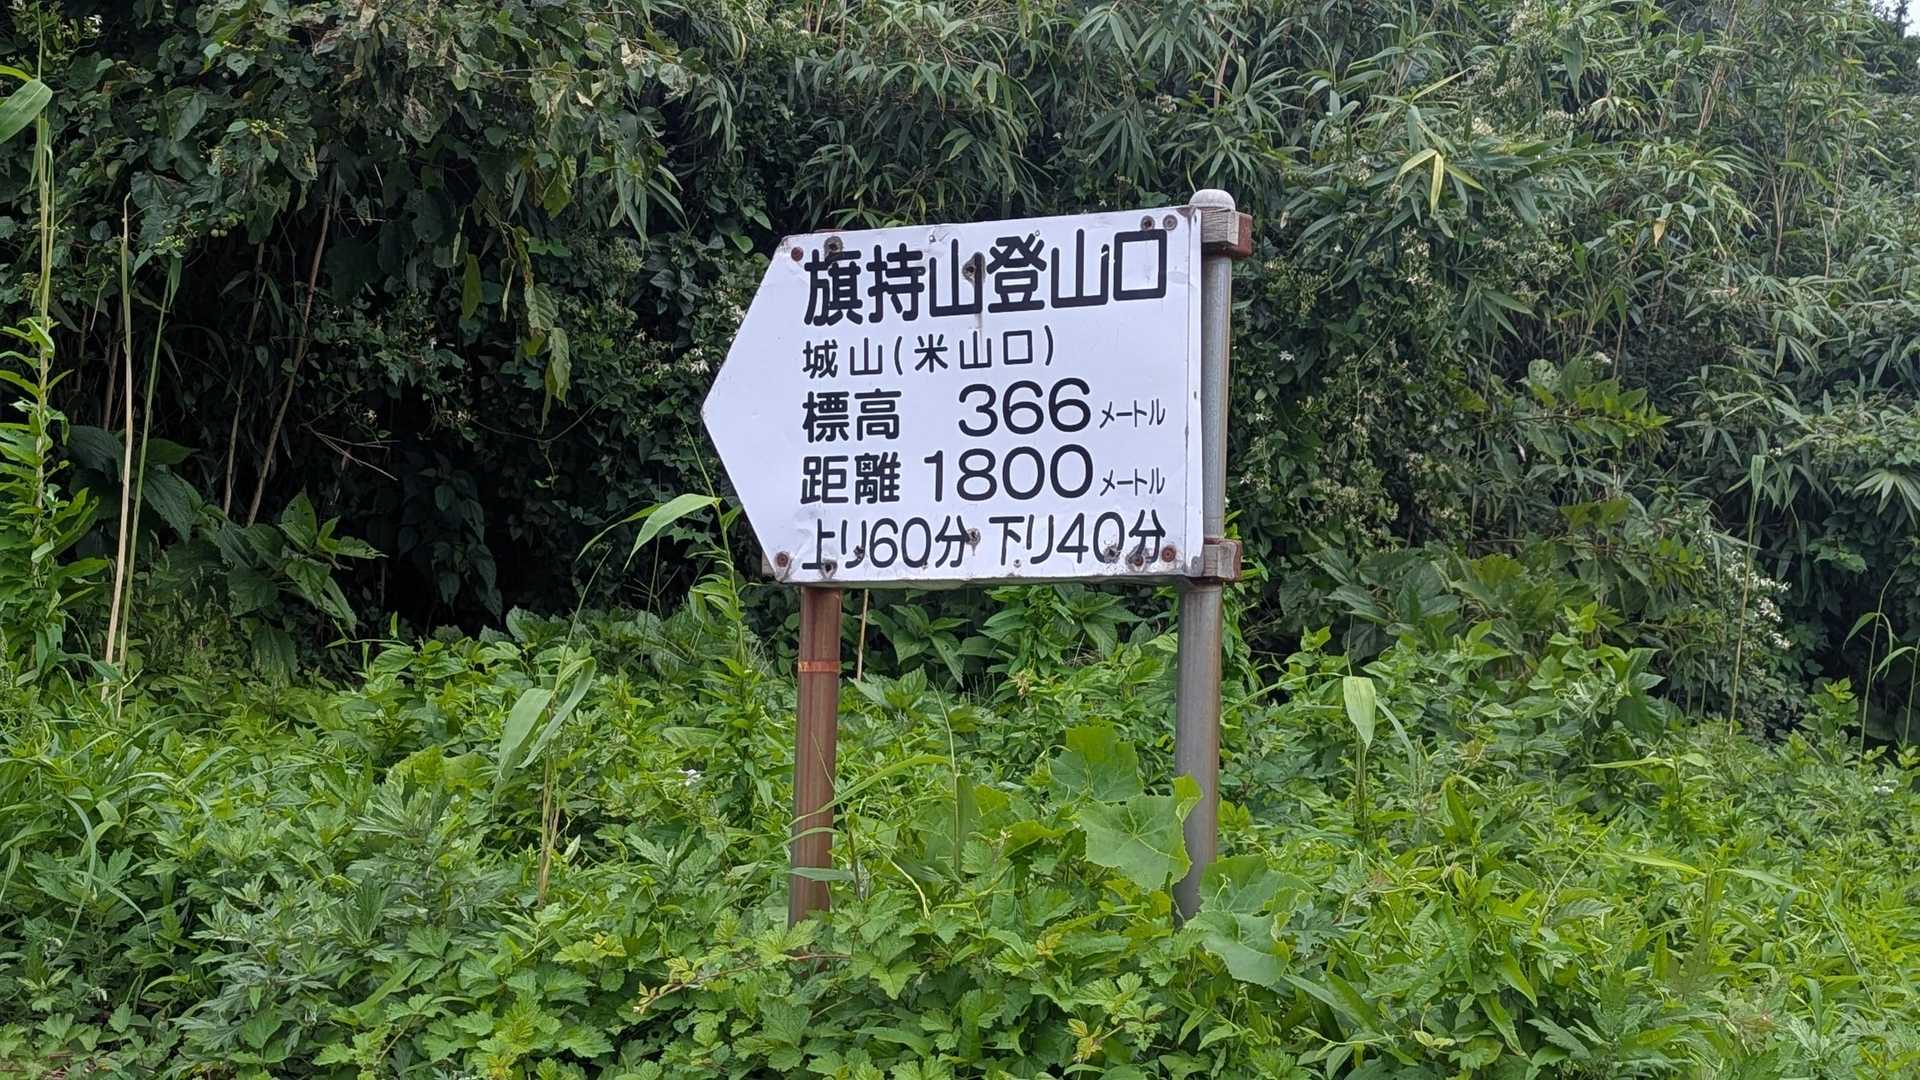 旗持山登山口
城山(米山口)
標高 366メートル
距離 1800メートル
上り60分 下り40分